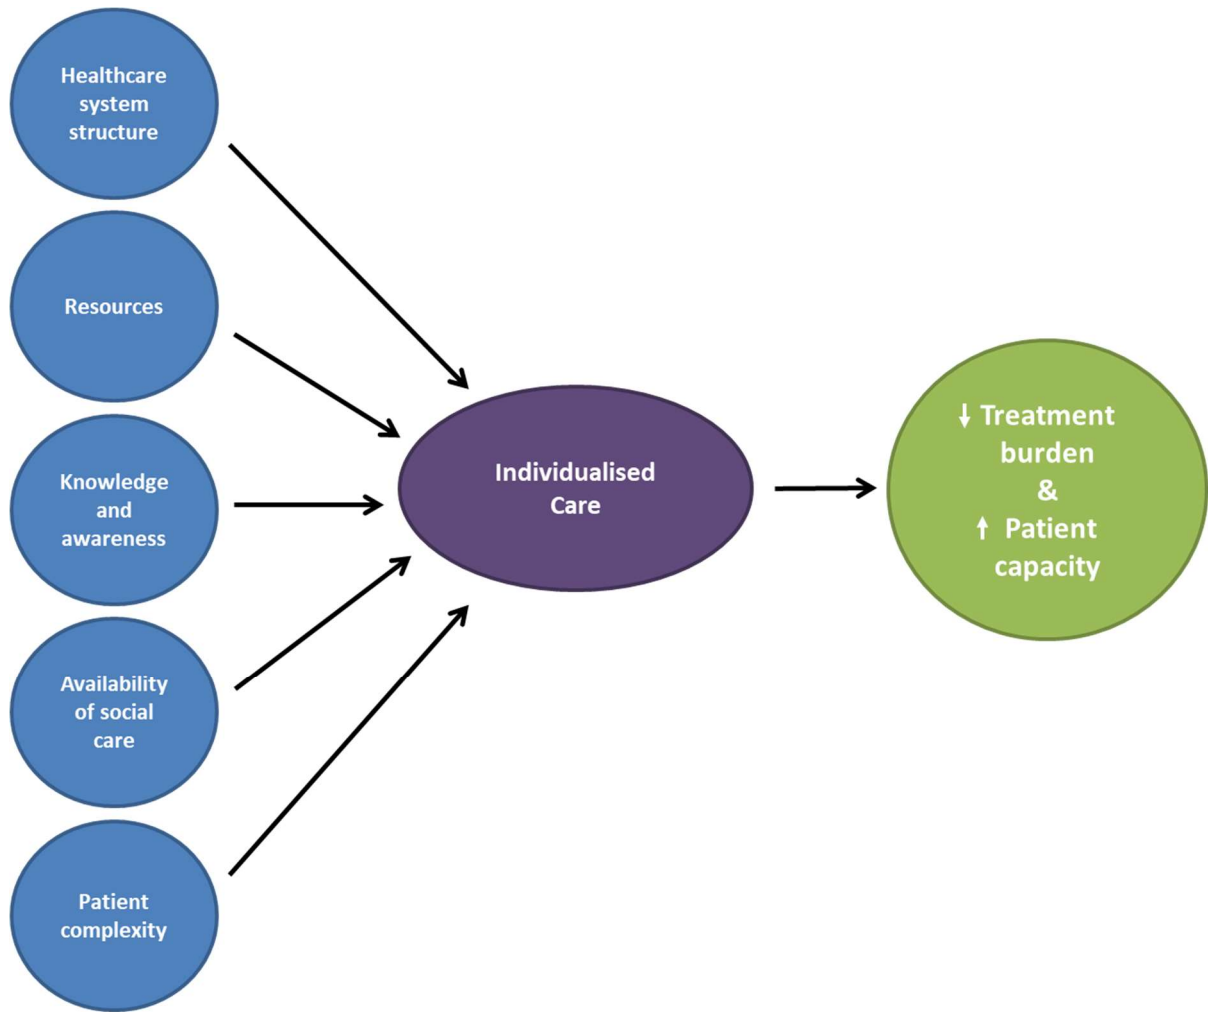 Healthcare
system
structure
Resources
Knowledge
and
awareness
Availability
of social
care
Patient
complexity
Individualised
Care
↓ Treatment
burden
&
↑ Patient
capacity